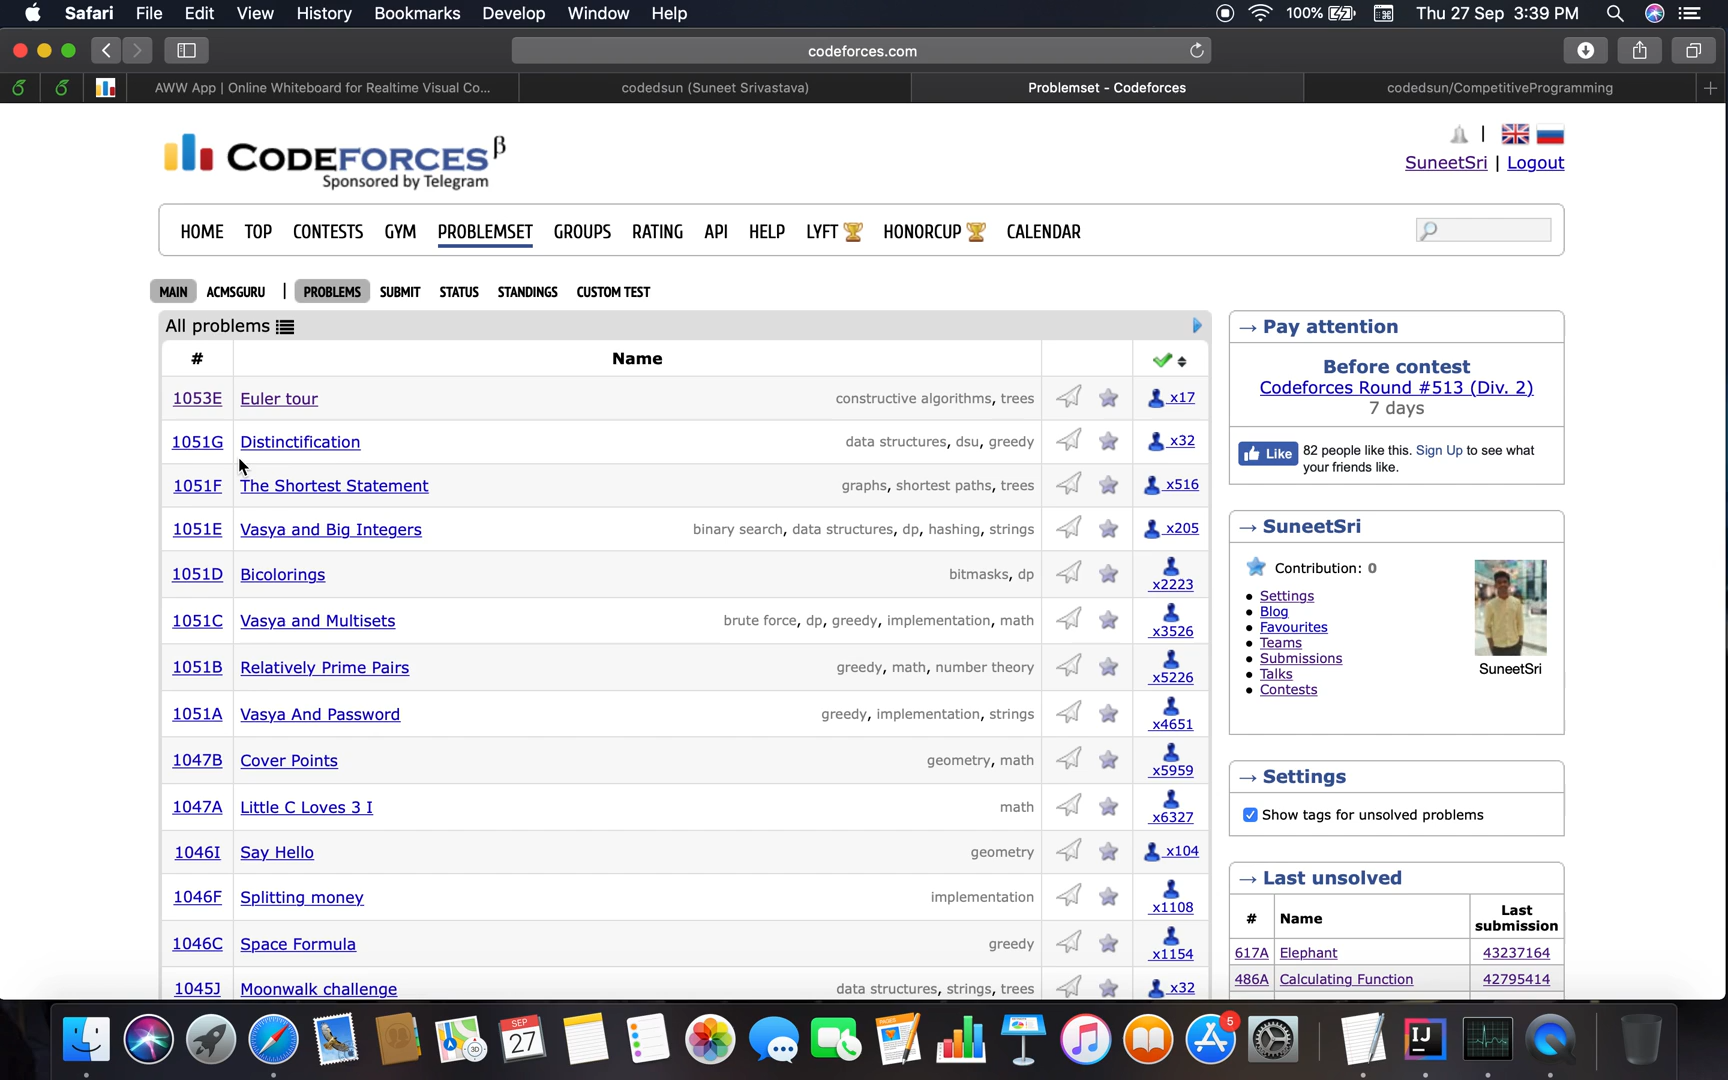 Safari File Edit View History Bookmarks Develop Window Help 100% Thu 27 Sep 3:39 PM
codeforces.com
AWW App | Online Whiteboard for Realtime Visual Co... codedsun (Suneet Srivastava) Problemset - Codeforces codedsun/CompetitiveProgramming
CODEFORCES β
Sponsored by Telegram
SuneetSri | Logout
HOME TOP CONTESTS GYM PROBLEMSET GROUPS RATING API HELP LYFT HONORCUP CALENDAR
MAIN ACMSGURU | PROBLEMS SUBMIT STATUS STANDINGS CUSTOM TEST
All problems
# Name
1053E Euler tour constructive algorithms, trees x17
1051G Distinctification data structures, dsu, greedy x32
1051F The Shortest Statement graphs, shortest paths, trees x516
1051E Vasya and Big Integers binary search, data structures, dp, hashing, strings x205
1051D Bicolorings bitmasks, dp x2223
1051C Vasya and Multisets brute force, dp, greedy, implementation, math x3526
1051B Relatively Prime Pairs greedy, math, number theory x5226
1051A Vasya And Password greedy, implementation, strings x4651
1047B Cover Points geometry, math x5959
1047A Little C Loves 3 I math x6327
1046I Say Hello geometry x104
1046F Splitting money implementation x1108
1046C Space Formula greedy x1154
1045J Moonwalk challenge data structures, strings, trees x32
→ Pay attention
Before contest
Codeforces Round #513 (Div. 2)
7 days
Like 82 people like this. Sign Up to see what
your friends like.
→ SuneetSri
Contribution: 0
Settings
Blog
Favourites
Teams
Submissions
Talks
Contests
SuneetSri
→ Settings
Show tags for unsolved problems
→ Last unsolved
# Name Last
submission
617A Elephant 43237164
486A Calculating Function 42795414
SEP
27
3D
5
IJ